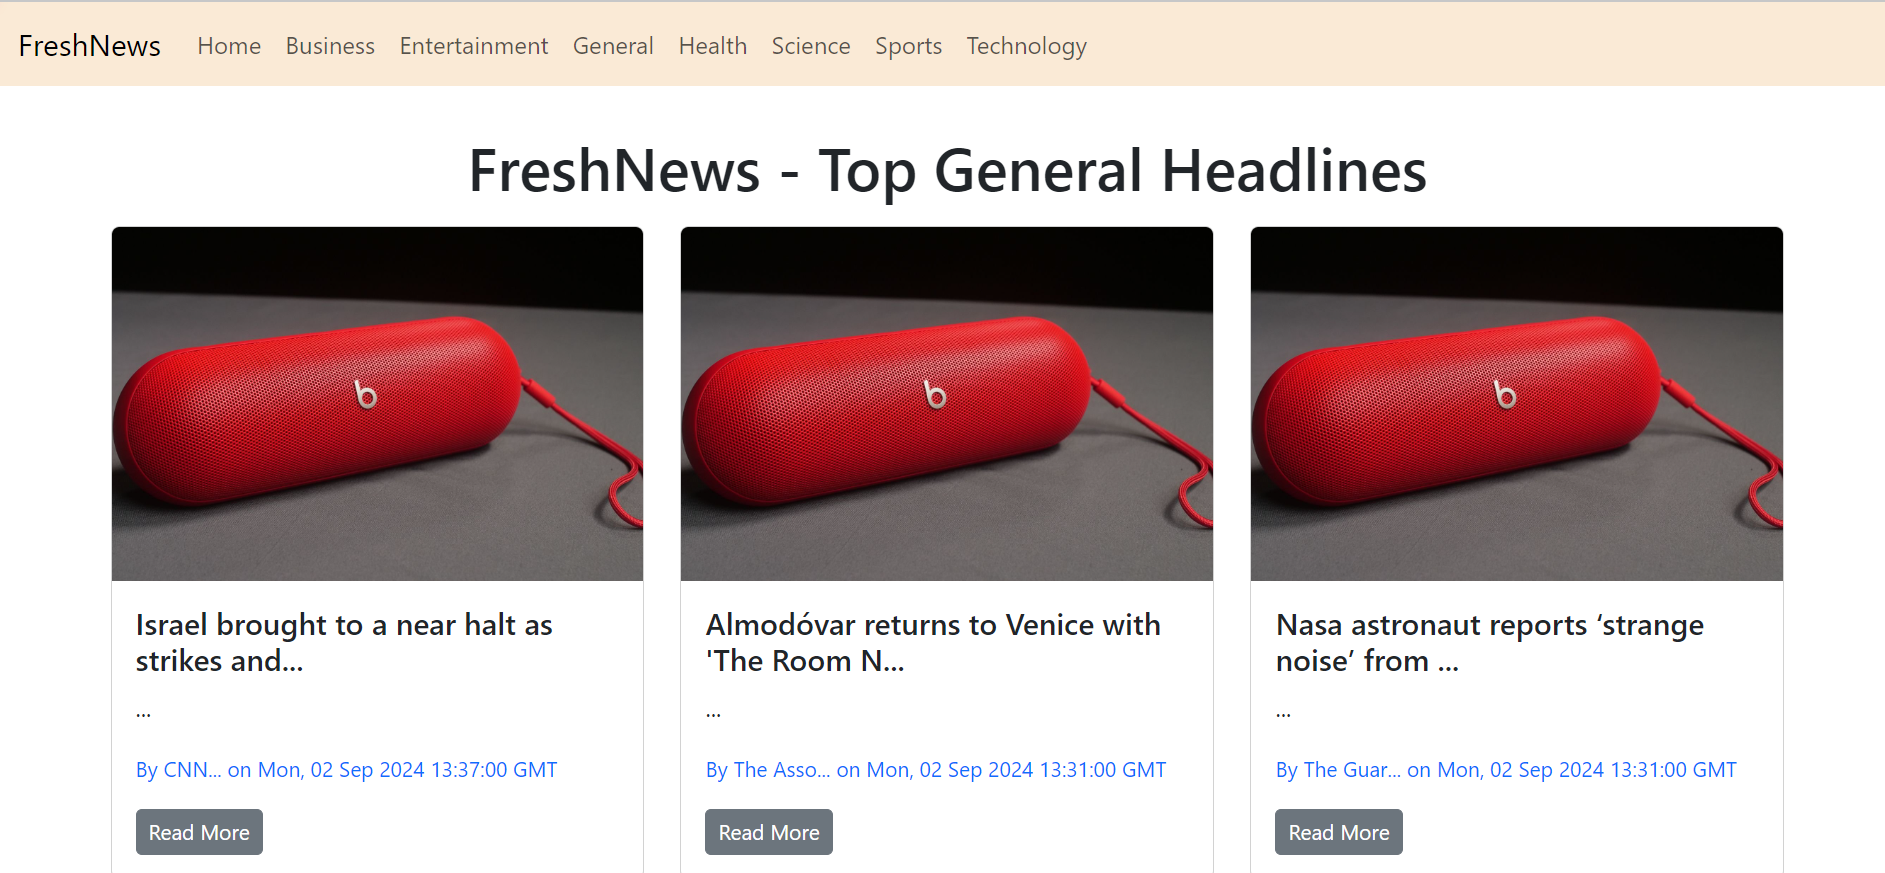 FreshNews Home Business Entertainment General Health Science Sports Technology
FreshNews - Top General Headlines
b
b
b
Israel brought to a near halt as
strikes and...
...
By CNN... on Mon, 02 Sep 2024 13:37:00 GMT
Read More
Almodóvar returns to Venice with
'The Room N...
...
By The Asso... on Mon, 02 Sep 2024 13:31:00 GMT
Read More
Nasa astronaut reports ‘strange
noise’ from ...
...
By The Guar... on Mon, 02 Sep 2024 13:31:00 GMT
Read More